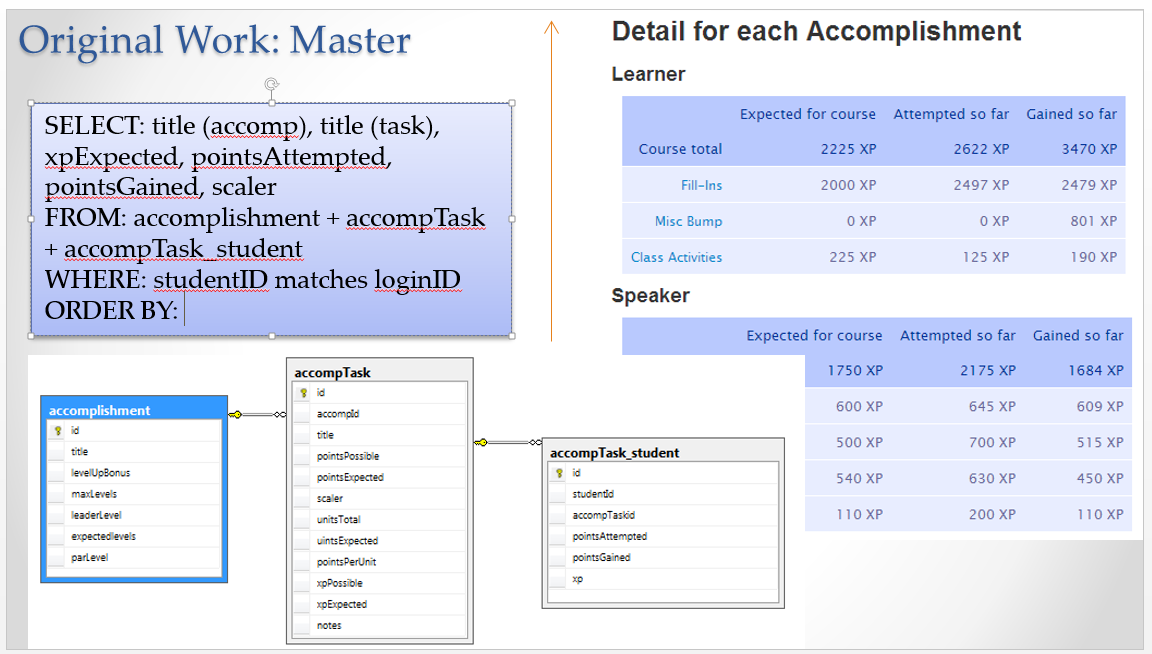 Original Work: Master
SELECT: title (accomp), title (task),
xpExpected, pointsAttempted,
pointsGained, scaler
FROM: accomplishment + accompTask
+ accompTask_student
WHERE: studentID matches loginID
ORDER BY:
accomplishment
id
title
levelUpBonus
maxLevels
leaderLevel
expectedlevels
parLevel
accompTask
id
accompId
title
pointsPossible
pointsExpected
scaler
unitsTotal
uintsExpected
pointsPerUnit
xpPossible
xpExpected
notes
accompTask_student
id
studentId
accompTaskid
pointsAttempted
pointsGained
xp
Detail for each Accomplishment
Learner
Expected for course Attempted so far Gained so far
Course total 2225 XP 2622 XP 3470 XP
Fill-Ins 2000 XP 2497 XP 2479 XP
Misc Bump 0 XP 0 XP 801 XP
Class Activities 225 XP 125 XP 190 XP
Speaker
Expected for course Attempted so far Gained so far
1750 XP 2175 XP 1684 XP
600 XP 645 XP 609 XP
500 XP 700 XP 515 XP
540 XP 630 XP 450 XP
110 XP 200 XP 110 XP